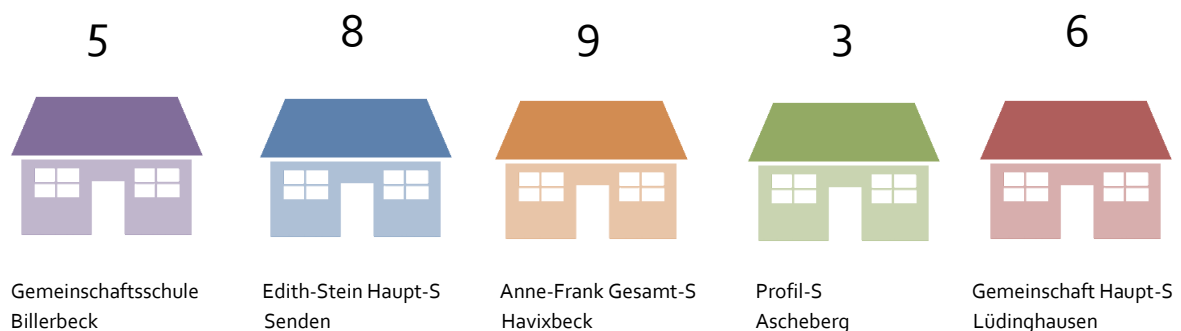 5 8 9 3 6
Gemeinschaftsschule
Billerbeck
Edith-Stein Haupt-S
Senden
Anne-Frank Gesamt-S
Havixbeck
Profil-S
Ascheberg
Gemeinschaft Haupt-S
Lüdinghausen